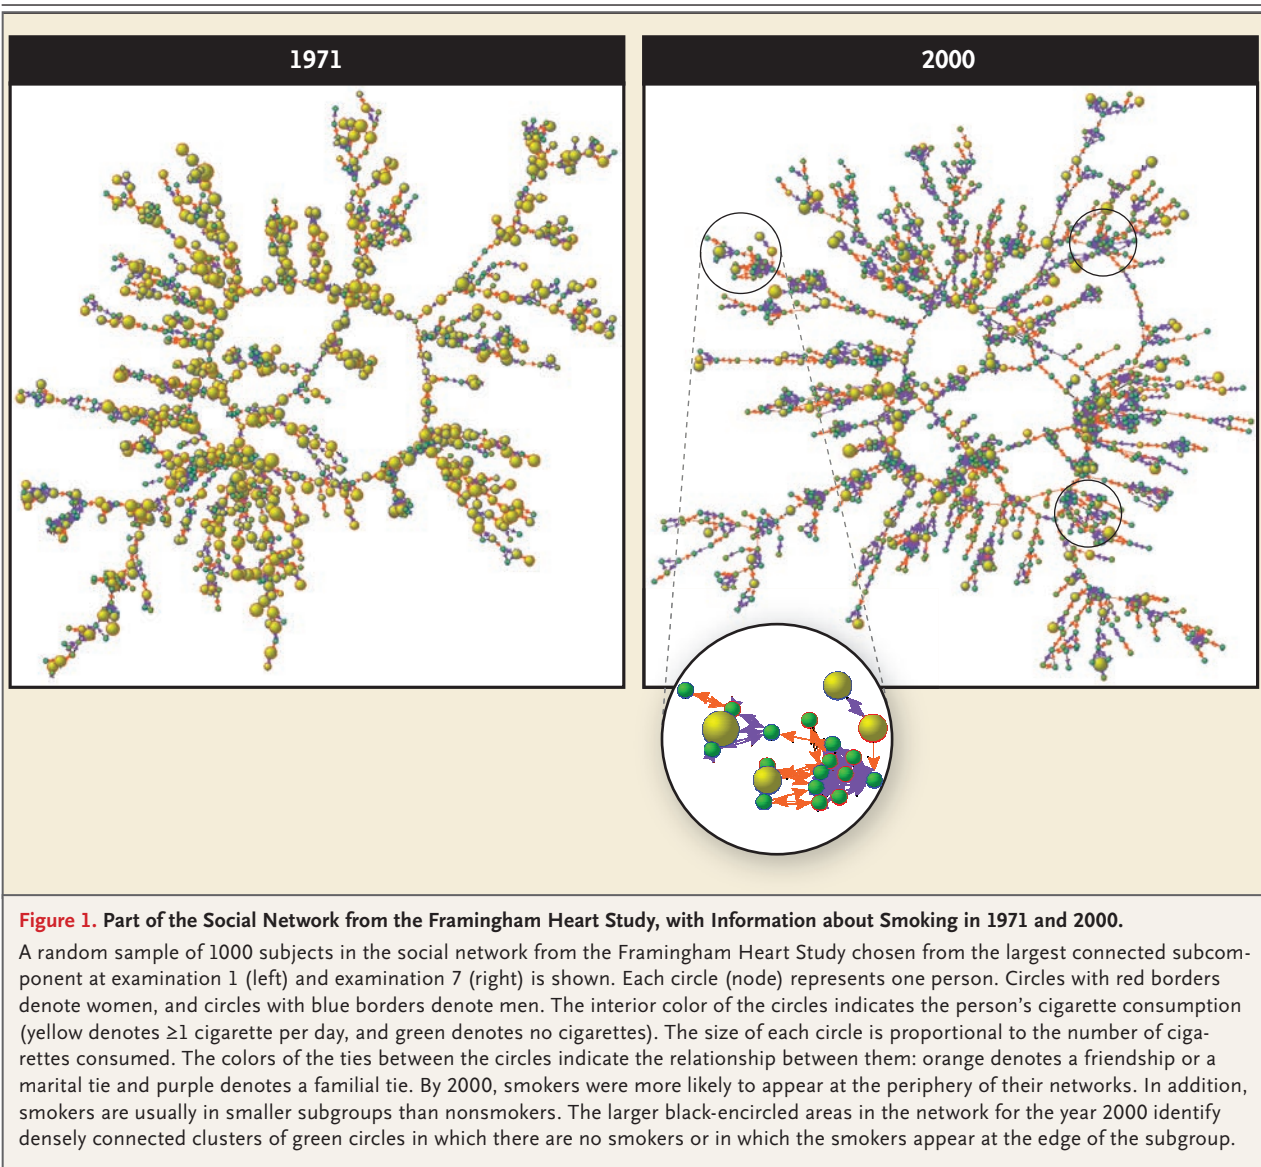 1971
2000
Figure 1. Part of the Social Network from the Framingham Heart Study, with Information about Smoking in 1971 and 2000.
A random sample of 1000 subjects in the social network from the Framingham Heart Study chosen from the largest connected subcom-
ponent at examination 1 (left) and examination 7 (right) is shown. Each circle (node) represents one person. Circles with red borders
denote women, and circles with blue borders denote men. The interior color of the circles indicates the person’s cigarette consumption
(yellow denotes ≥1 cigarette per day, and green denotes no cigarettes). The size of each circle is proportional to the number of ciga-
rettes consumed. The colors of the ties between the circles indicate the relationship between them: orange denotes a friendship or a
marital tie and purple denotes a familial tie. By 2000, smokers were more likely to appear at the periphery of their networks. In addition,
smokers are usually in smaller subgroups than nonsmokers. The larger black-encircled areas in the network for the year 2000 identify
densely connected clusters of green circles in which there are no smokers or in which the smokers appear at the edge of the subgroup.